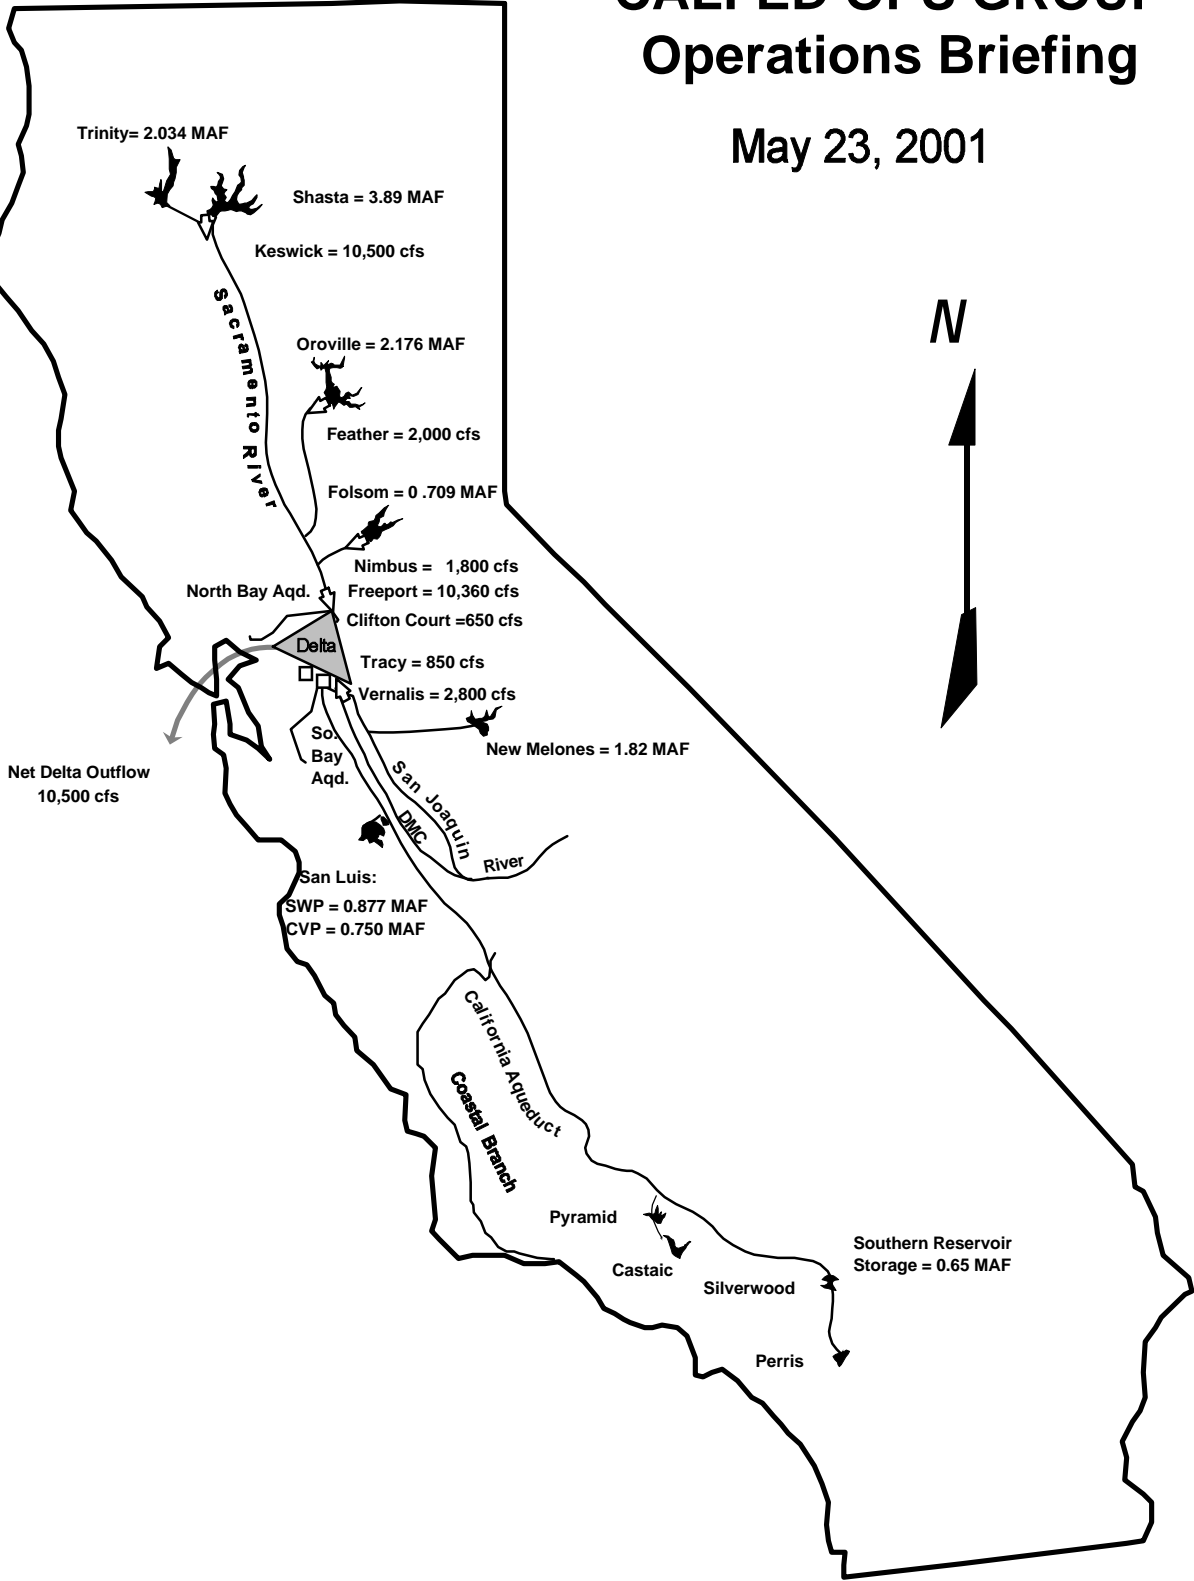 CALFED OPS GROUP
Operations Briefing
May 23, 2001
Trinity= 2.034 MAF
Shasta = 3.89 MAF
Keswick = 10,500 cfs
Sacramento River
N
Oroville = 2.176 MAF
Feather = 2,000 cfs
Folsom = 0 .709 MAF
Nimbus = 1,800 cfs
North Bay Aqd.
Freeport = 10,360 cfs
Clifton Court =650 cfs
Delta
Tracy = 850 cfs
Vernalis = 2,800 cfs
So.
Bay
Aqd.
New Melones = 1.82 MAF
Net Delta Outflow
10,500 cfs
San Joaquin
River
DMC
San Luis:
SWP = 0.877 MAF
CVP = 0.750 MAF
California Aqueduct
Coastal Branch
Pyramid
Castaic
Silverwood
Southern Reservoir
Storage = 0.65 MAF
Perris